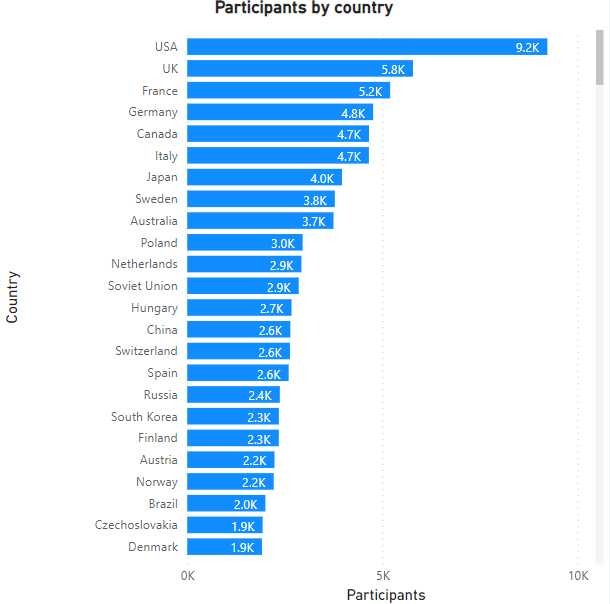 Participants by country
USA 9.2K
UK 5.8K
France 5.2K
Germany 4.8K
Canada 4.7K
Italy 4.7K
Japan 4.0K
Sweden 3.8K
Australia 3.7K
Poland 3.0K
Netherlands 2.9K
Soviet Union 2.9K
Hungary 2.7K
China 2.6K
Switzerland 2.6K
Spain 2.6K
Russia 2.4K
South Korea 2.3K
Finland 2.3K
Austria 2.2K
Norway 2.2K
Brazil 2.0K
Czechoslovakia 1.9K
Denmark 1.9K
0K 5K 10K
Participants
Country